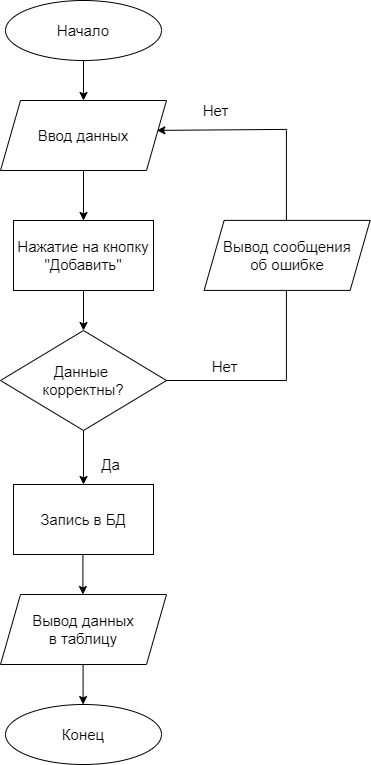 Начало
Нет
Ввод данных
Нажатие на кнопку
"Добавить"
Вывод сообщения
об ошибке
Данные
корректны?
Нет
Да
Запись в БД
Вывод данных
в таблицу
Конец